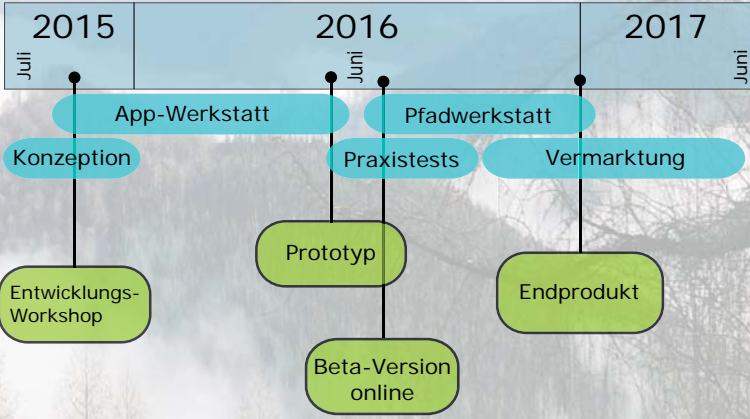 2015
2016
2017
Juli
Juni
Juni
App-Werkstatt
Pfadwerkstatt
Konzeption
Praxistests
Vermarktung
Prototyp
Entwicklungs-
Workshop
Endprodukt
Beta-Version
online